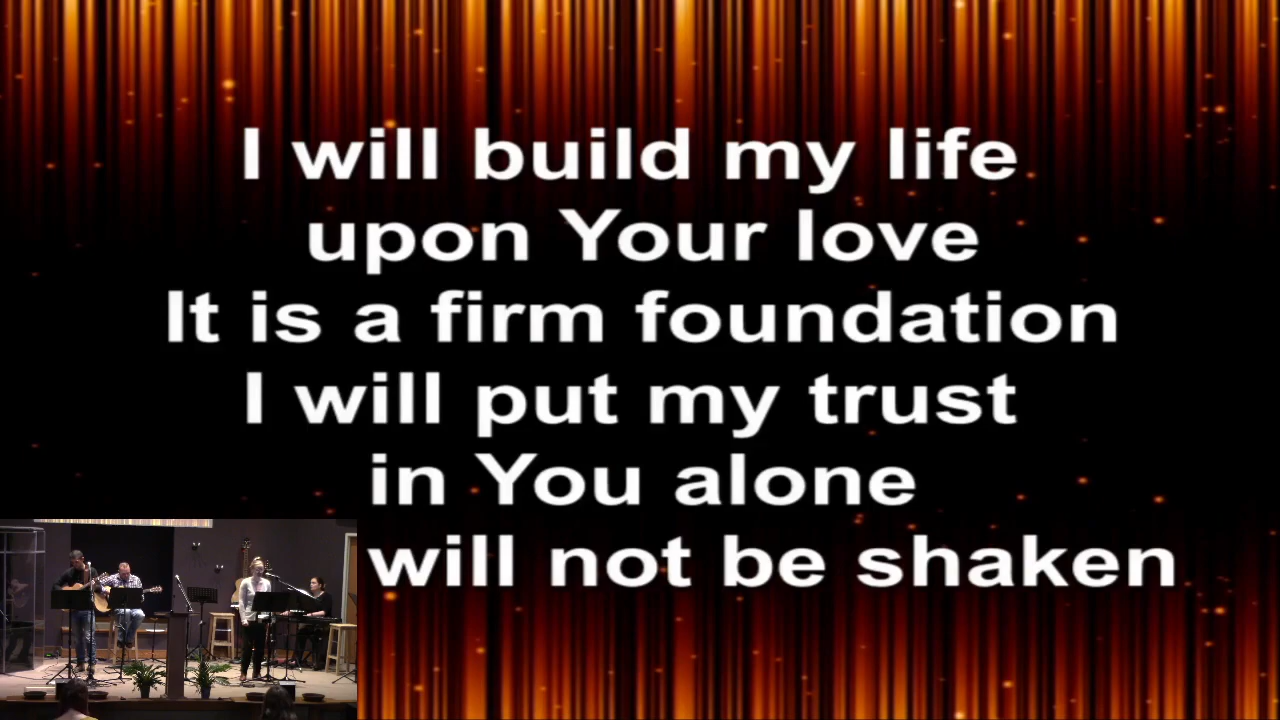 I will build my life
upon Your love
It is a firm foundation
I will put my trust
in You alone
will not be shaken